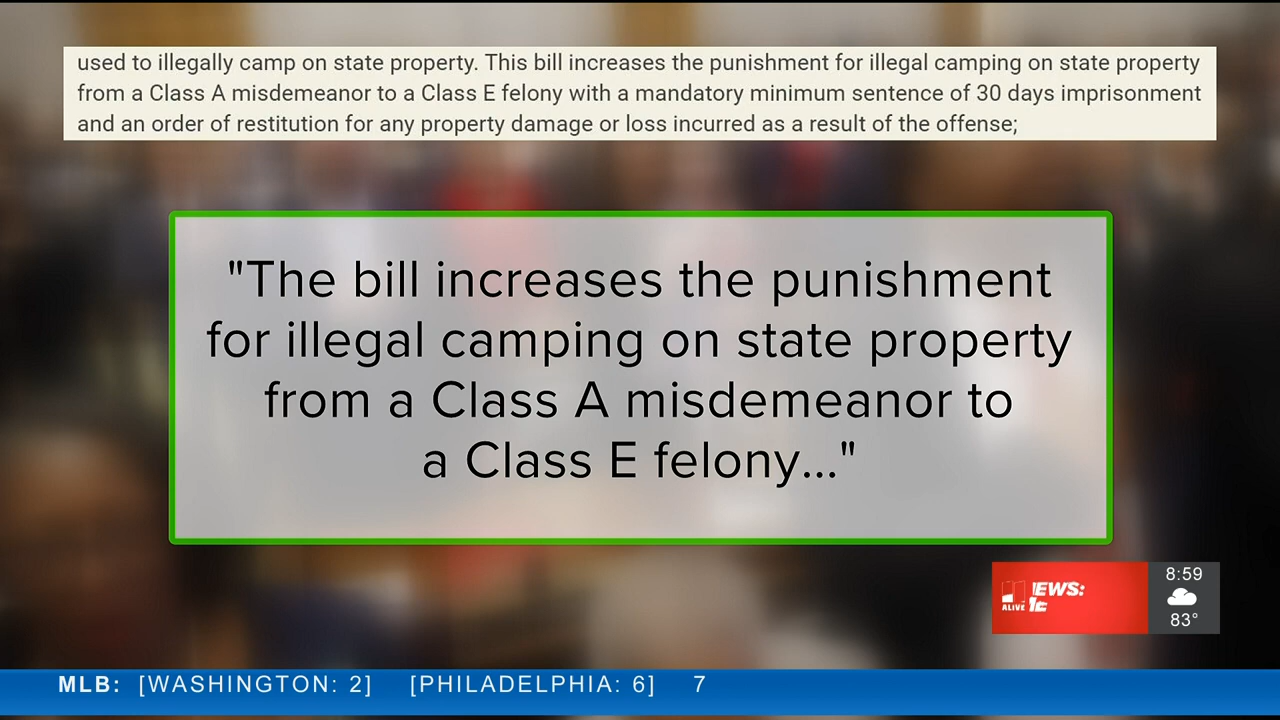 used to illegally camp on state property. This bill increases the punishment for illegal camping on state property
from a Class A misdemeanor to a Class E felony with a mandatory minimum sentence of 30 days imprisonment
and an order of restitution for any property damage or loss incurred as a result of the offense;
"The bill increases the punishment
for illegal camping on state property
from a Class A misdemeanor to
a Class E felony..."
ALIVE
8:59
83°
MLB: [WASHINGTON: 2] [PHILADELPHIA: 6] 7